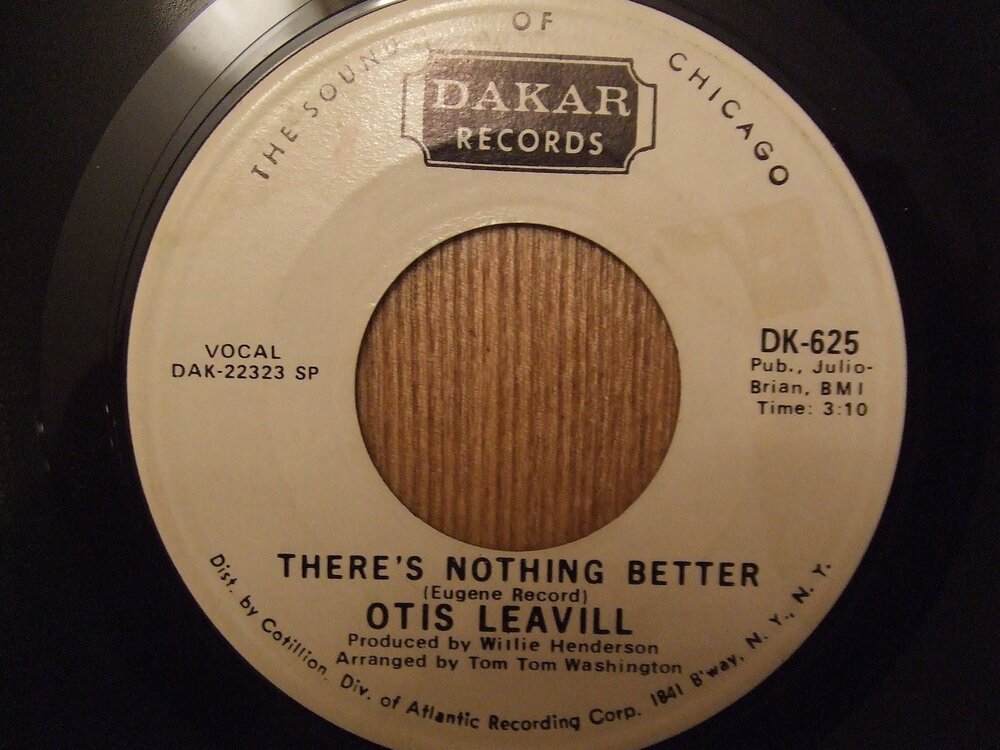 THE SOUND OF CHICAGO
DAKAR
RECORDS
VOCAL
DAK-22323 SP
DK-625
Pub., Julio-
Brian, BMI
Time: 3:10
THERE'S NOTHING BETTER
(Eugene Record)
OTIS LEAVILL
Produced by Willie Henderson
Arranged by Tom Tom Washington
Dist. by Cotillion, Div. of Atlantic Recording Corp. 1841 B'way, N. Y., N. Y.